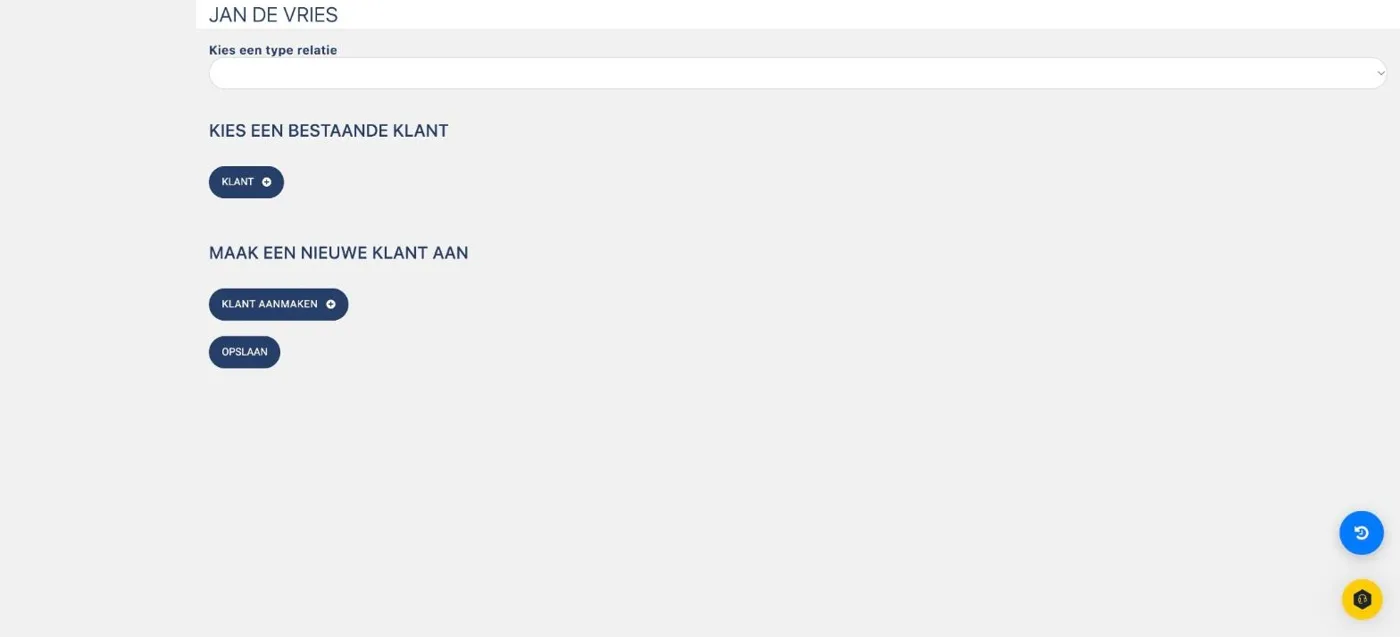 JAN DE VRIES
Kies een type relatie
KIES EEN BESTAANDE KLANT
KLANT
MAAK EEN NIEUWE KLANT AAN
KLANT AANMAKEN
OPSLAAN